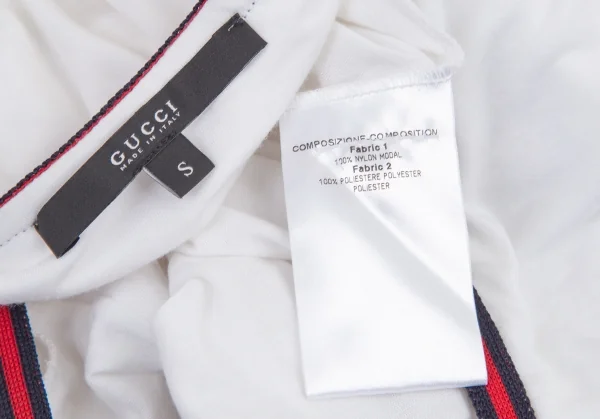 GUCCI
MADE IN ITALY
S
COMPOSIZIONE-COMPOSITION
Fabric 1
100% NYLON MODAL
Fabric 2
100% POLIESTERE POLYESTER
POLIESTER